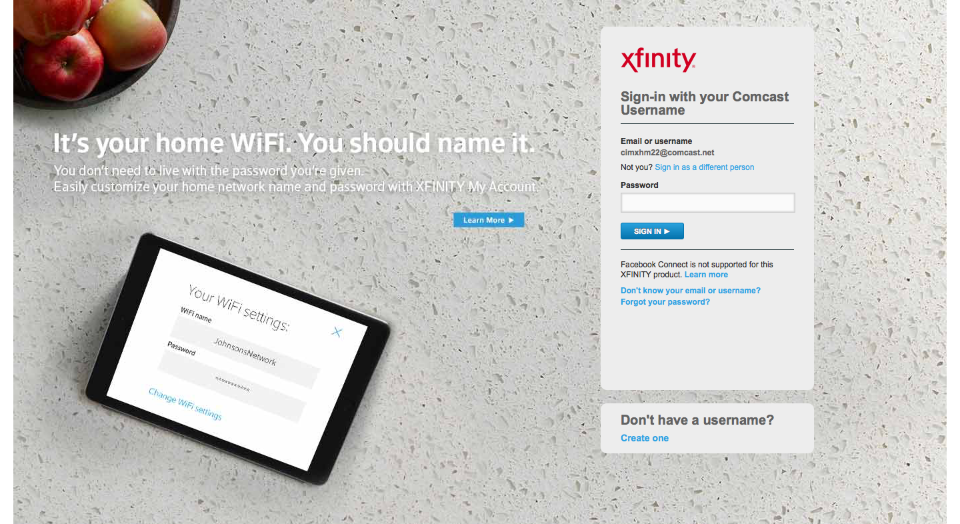 It's your home WiFi. You should name it.
You don't need to live with the password you're given.
Easily customize your home network name and password with XFINITY My Account.
Learn More ►
Your WiFi settings:
WiFi name
JohnsonsNetwork
Password
***********
Change WiFi settings
xfinity
Sign-in with your Comcast
Username
Email or username
cimxhm22@comcast.net
Not you? Sign in as a different person
Password
SIGN IN ►
Facebook Connect is not supported for this
XFINITY product. Learn more
Don't know your email or username?
Forgot your password?
Don't have a username?
Create one